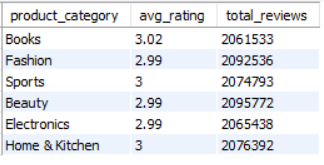 product_category avg_rating total_reviews
Books 3.02 2061533
Fashion 2.99 2092536
Sports 3 2074793
Beauty 2.99 2095772
Electronics 2.99 2065438
Home & Kitchen 3 2076392